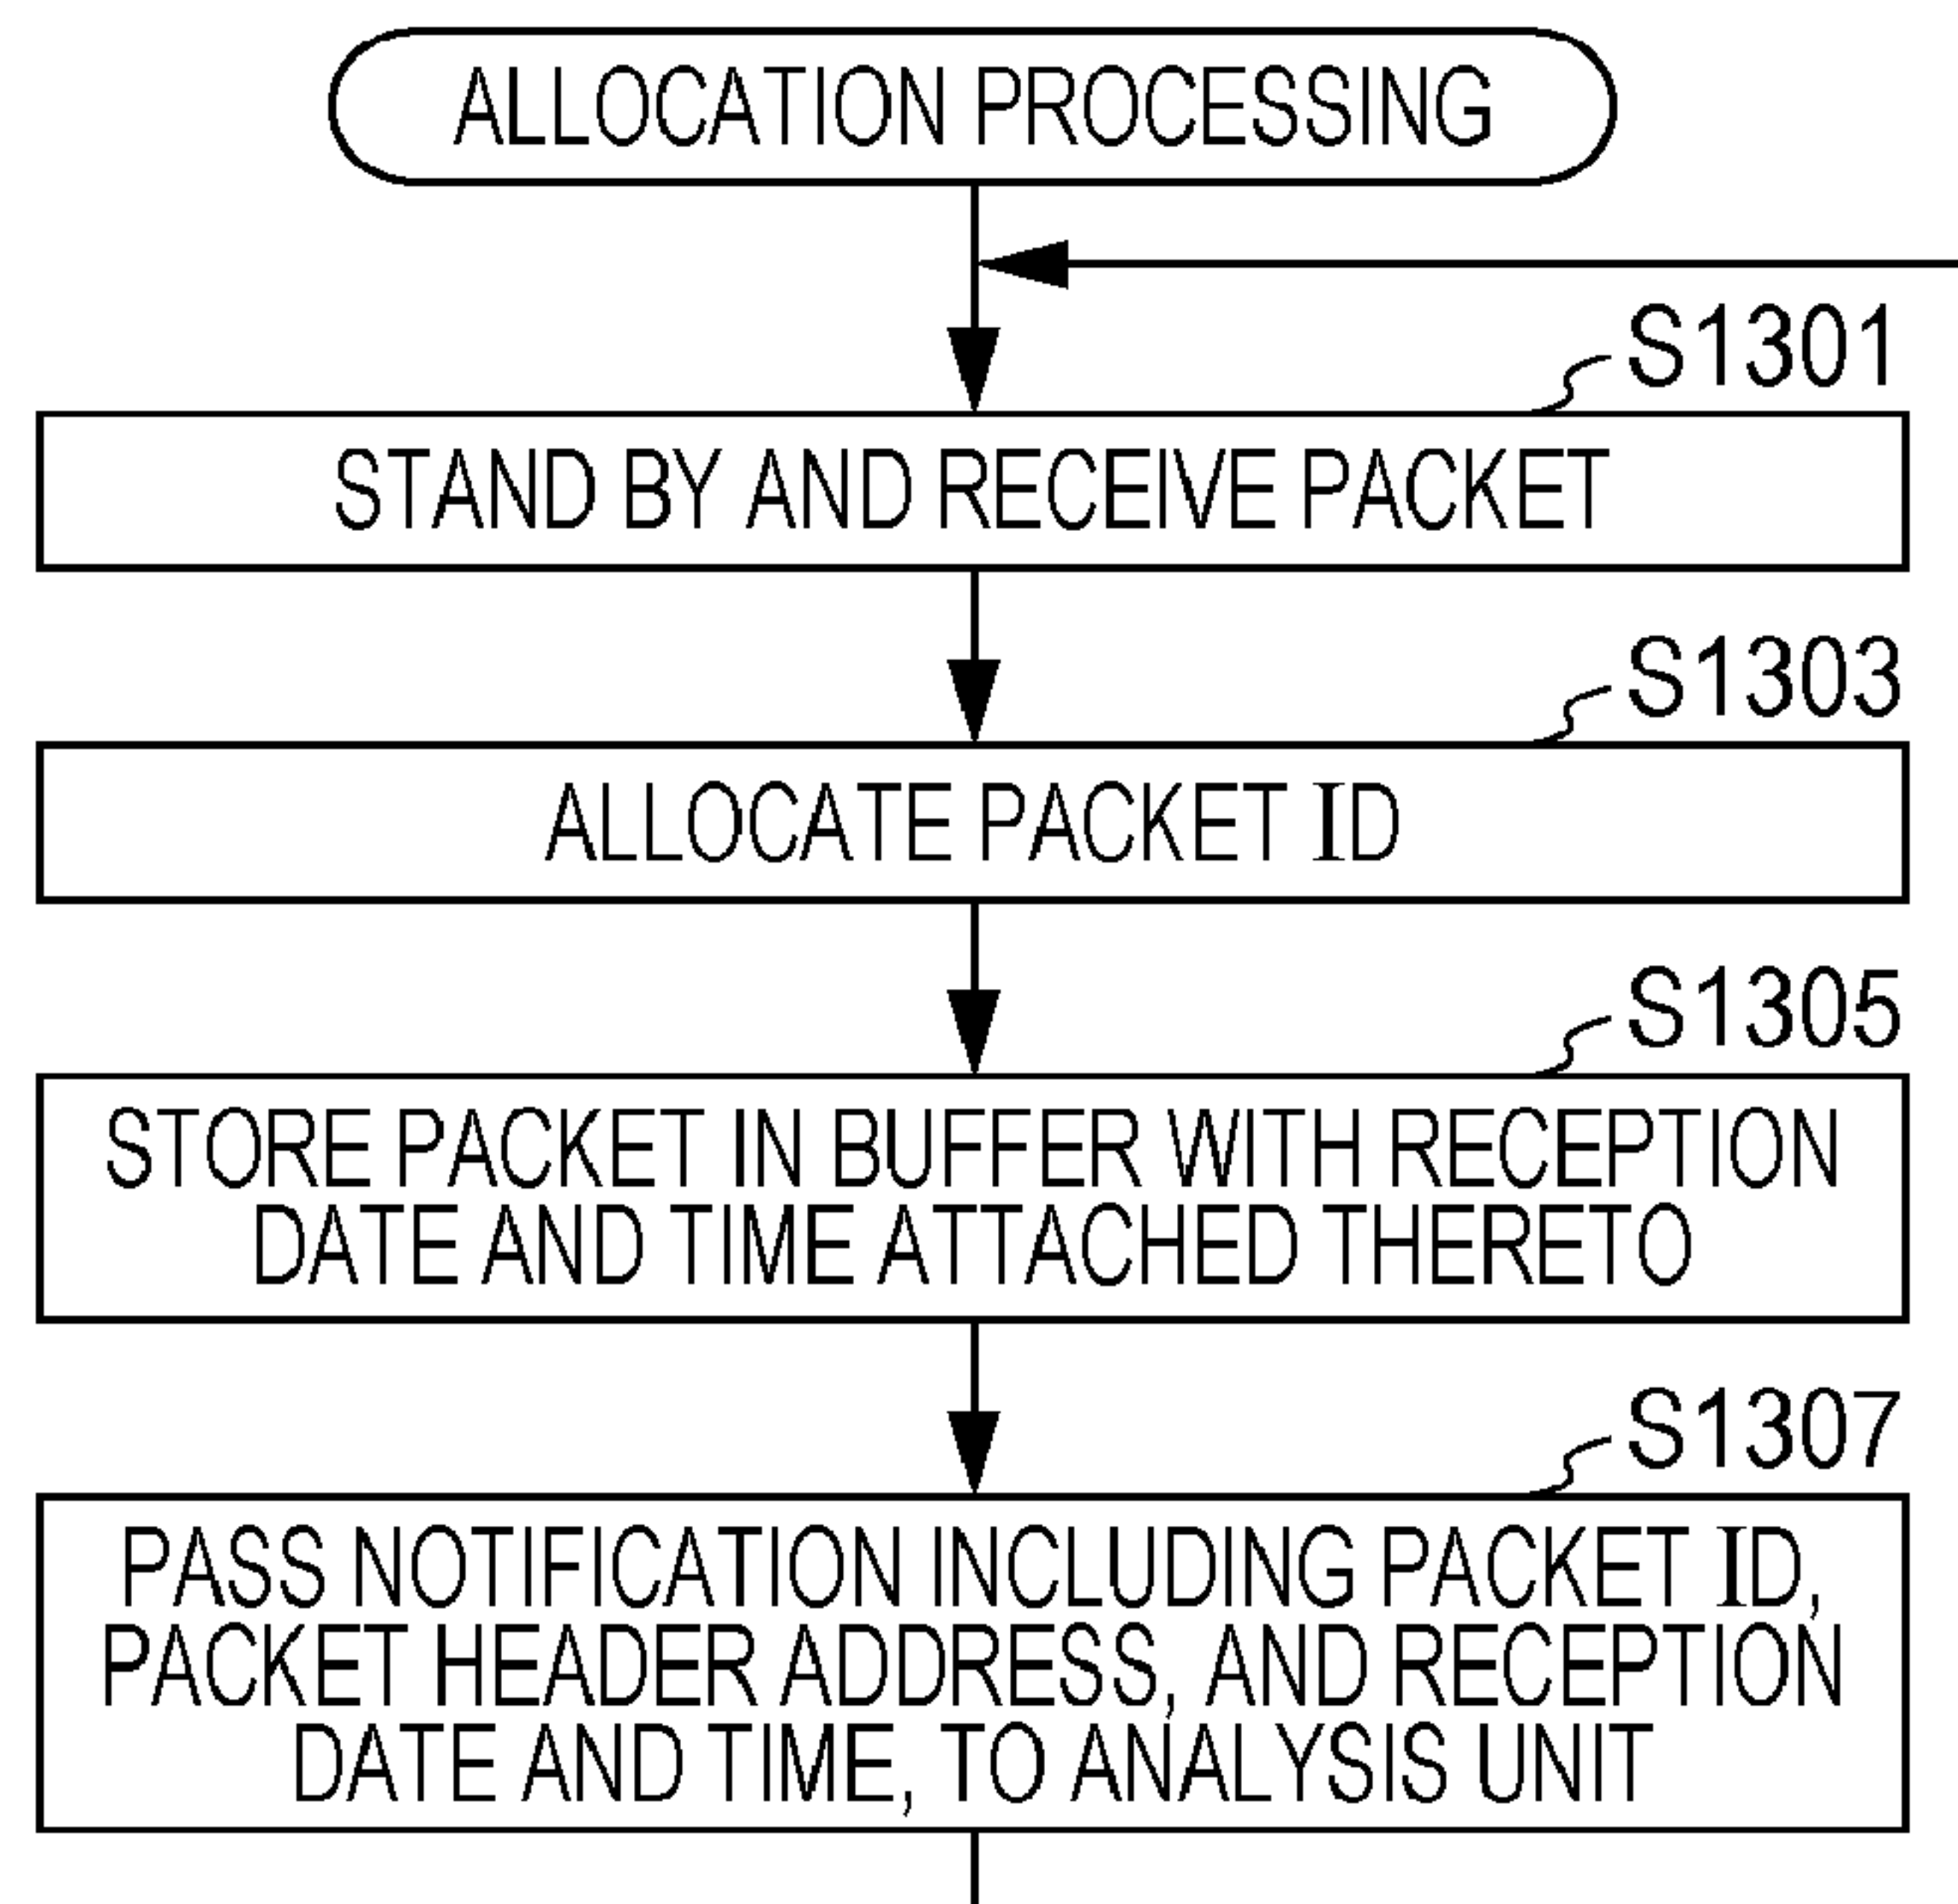 ALLOCATION PROCESSING
S1301
STAND BY AND RECEIVE PACKET
S1303
ALLOCATE PACKET ID
S1305
STORE PACKET IN BUFFER WITH RECEPTION
DATE AND TIME ATTACHED THERETO
S1307
PASS NOTIFICATION INCLUDING PACKET ID,
PACKET HEADER ADDRESS, AND RECEPTION
DATE AND TIME, TO ANALYSIS UNIT